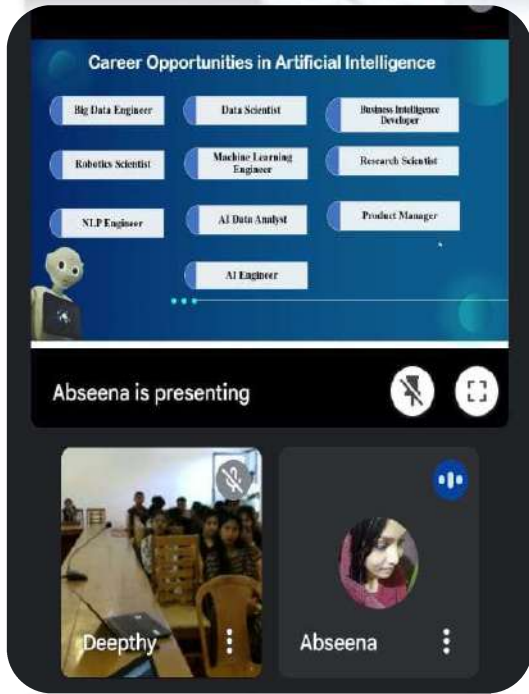 Career Opportunities in Artificial Intelligence
Big Data Engineer
Data Scientist
Business Intelligence
Developer
Robotics Scientist
Machine Learning
Engineer
Research Scientist
NLP Engineer
AI Data Analyst
Product Manager
AI Engineer
Abseena is presenting
Deepthy
Abseena